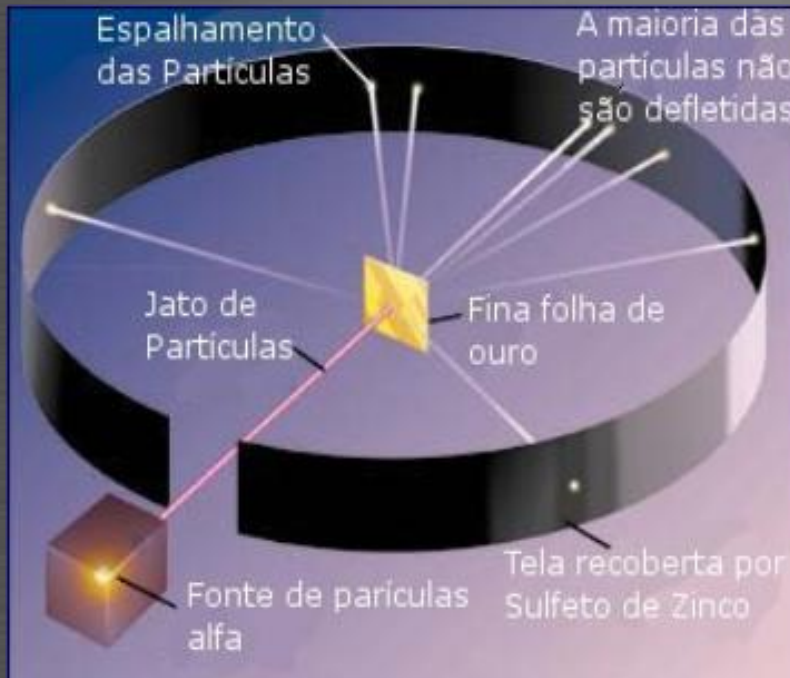 Espalhamento
das Partículas
A maioria das
partículas não
são defletidas
Jato de
Partículas
Fina folha de
ouro
Fonte de parículas
alfa
Tela recoberta por
Sulfeto de Zinco